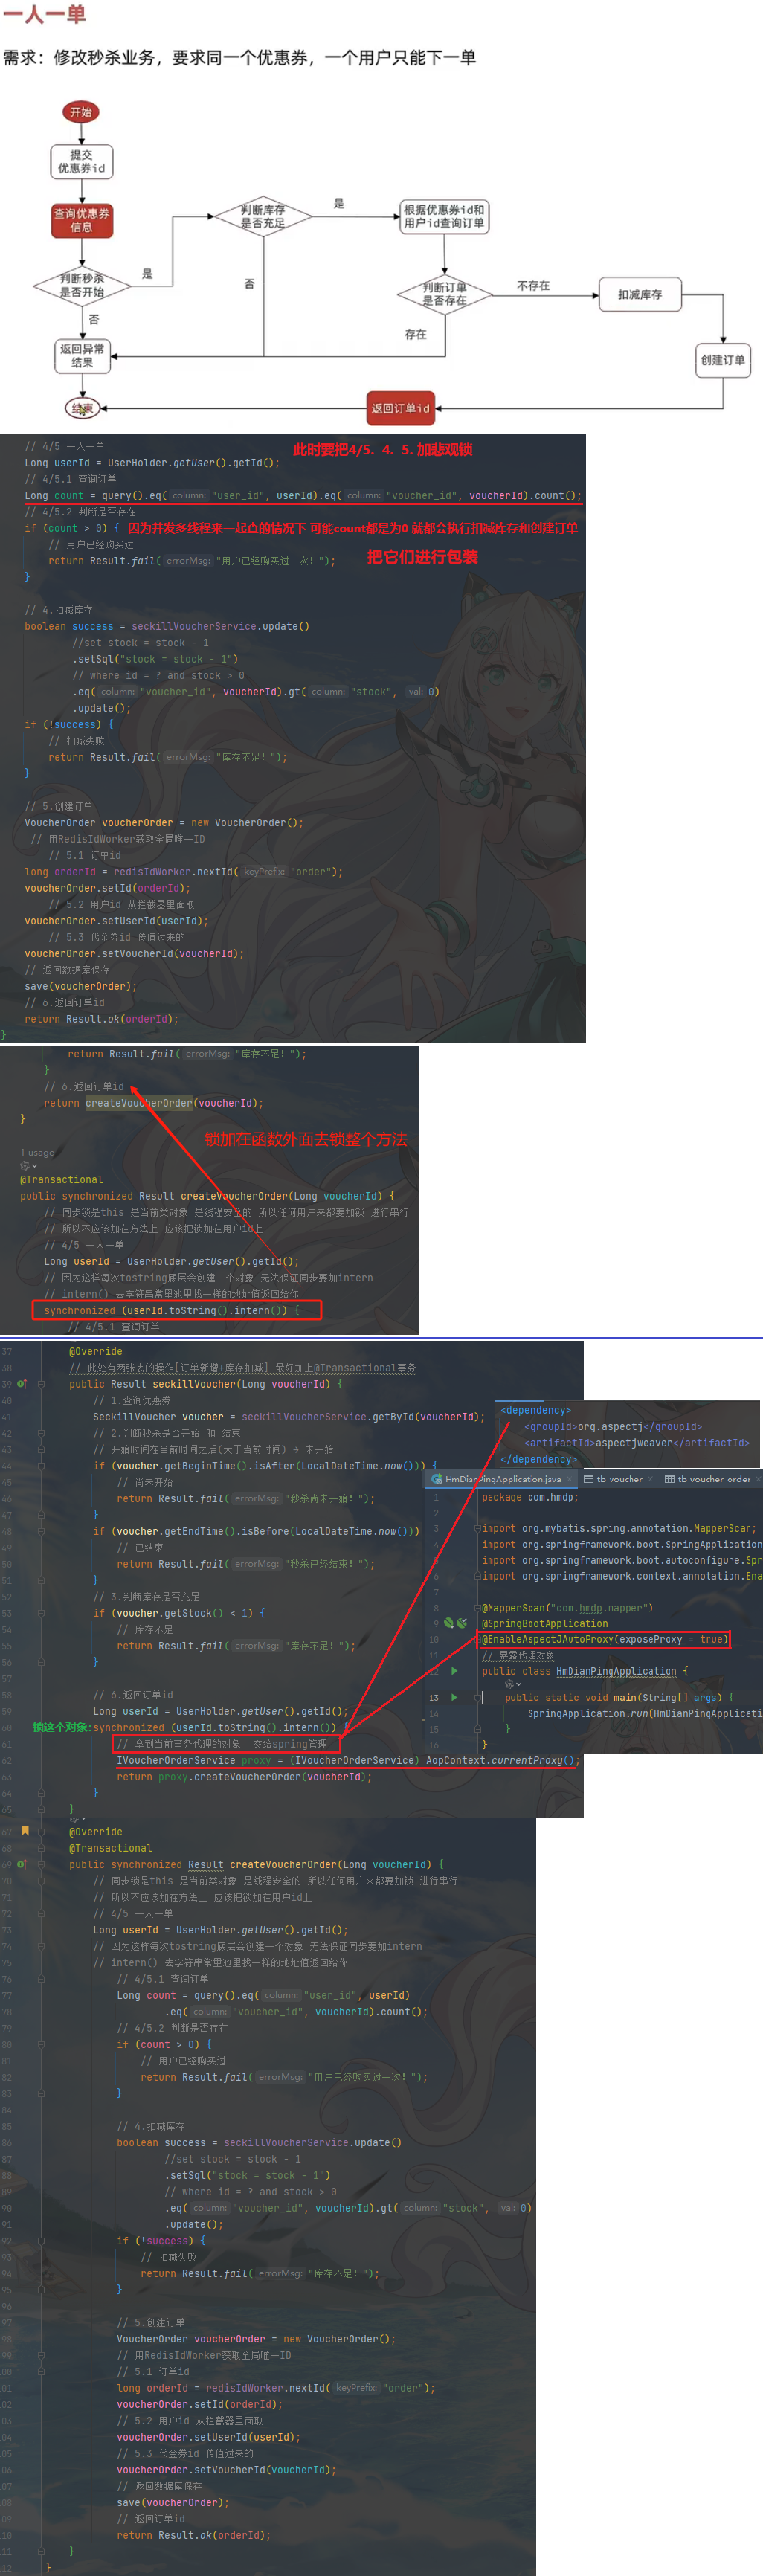 一人一单
需求：修改秒杀业务，要求同一个优惠券，一个用户只能下一单
开始
提交
优惠券id
查询优惠券
信息
判断秒杀
是否开始
是
否
返回异常
结果
结束
判断库存
是否充足
是
否
根据优惠券id和
用户id查询订单
判断订单
是否存在
不存在
存在
扣减库存
创建订单
返回订单id
// 4/5 一人一单
此时要把4/5. 4. 5. 加悲观锁
Long userId = UserHolder.getUser().getId();
// 4/5.1 查询订单
Long count = query().eq( column: "user_id", userId).eq( column: "voucher_id", voucherId).count();
// 4/5.2 判断是否存在
if (count > 0) { 因为并发多线程来一起查的情况下 可能count都是为0 就都会执行扣减库存和创建订单
// 用户已经购买过
把它们进行包装
return Result.fail( errorMsg: "用户已经购买过一次! ");
}
// 4.扣减库存
boolean success = seckillVoucherService.update()
//set stock = stock - 1
.setSql("stock = stock - 1")
// where id = ? and stock > 0
.eq( column: "voucher_id", voucherId).gt( column: "stock", val: 0)
.update();
if (!success) {
// 扣减失败
return Result.fail( errorMsg: "库存不足! ");
}
// 5.创建订单
VoucherOrder voucherOrder = new VoucherOrder();
// 用RedisIdWorker获取全局唯一ID
// 5.1 订单id
long orderId = redisIdWorker.nextId( keyPrefix: "order");
voucherOrder.setId(orderId);
// 5.2 用户id 从拦截器里面取
voucherOrder.setUserId(userId);
// 5.3 代金券id 传值过来的
voucherOrder.setVoucherId(voucherId);
// 返回数据库保存
save(voucherOrder);
// 6.返回订单id
return Result.ok(orderId);
}
return Result.fail( errorMsg: "库存不足! ");
}
// 6.返回订单id
return createVoucherOrder(voucherId);
}
锁加在函数外面去锁整个方法
1 usage
@Transactional
public synchronized Result createVoucherOrder(Long voucherId) {
// 同步锁是this 是当前类对象 是线程安全的 所以任何用户来都要加锁 进行串行
// 所以不应该加在方法上 应该把锁加在用户id上
// 4/5 一人一单
Long userId = UserHolder.getUser().getId();
// 因为这样每次tostring底层会创建一个对象 无法保证同步要加intern
// intern() 去字符串常量池里找一样的地址值返回给你
synchronized (userId.toString().intern()) {
// 4/5.1 查询订单
37 @Override
38 // 此处有两张表的操作[订单新增+库存扣减] 最好加上@Transactional事务
39 public Result seckillVoucher(Long voucherId) {
40 // 1.查询优惠券
41 SeckillVoucher voucher = seckillVoucherService.getById(voucherId);
42 // 2.判断秒杀是否开始 和 结束
43 // 开始时间在当前时间之后(大于当前时间) → 未开始
44 if (voucher.getBeginTime().isAfter(LocalDateTime.now())) {
45 // 尚未开始
46 return Result.fail( errorMsg: "秒杀尚未开始! ");
47 }
48 if (voucher.getEndTime().isBefore(LocalDateTime.now()))
49 // 已结束
50 return Result.fail( errorMsg: "秒杀已经结束! ");
51 }
52 // 3.判断库存是否充足
53 if (voucher.getStock() < 1) {
54 // 库存不足
55 return Result.fail( errorMsg: "库存不足! ");
56 }
57
58 // 6.返回订单id
59 Long userId = UserHolder.getUser().getId();
60 锁这个对象: synchronized (userId.toString().intern()) {
61 // 拿到当前事务代理的对象 交给spring管理
62 IVoucherOrderService proxy = (IVoucherOrderService) AopContext.currentProxy();
63 return proxy.createVoucherOrder(voucherId);
64 }
65 }
<dependency>
<groupId>org.aspectj</groupId>
<artifactId>aspectjweaver</artifactId>
</dependency>
HmDianPingApplication.java tb_voucher tb_voucher_order
1 package com.hmdp;
2
3 import org.mybatis.spring.annotation.MapperScan;
4 import org.springframework.boot.SpringApplication
5 import org.springframework.boot.autoconfigure.Spr
6 import org.springframework.context.annotation.Ena
7
8 @MapperScan("com.hmdp.mapper")
9 @SpringBootApplication
10 @EnableAspectJAutoProxy(exposeProxy = true)
11 // 暴露代理对象
12 public class HmDianPingApplication {
13 public static void main(String[] args) {
14 SpringApplication.run(HmDianPingApplicatio
15 }
16 }
67 @Override
68 @Transactional
69 public synchronized Result createVoucherOrder(Long voucherId) {
70 // 同步锁是this 是当前类对象 是线程安全的 所以任何用户来都要加锁 进行串行
71 // 所以不应该加在方法上 应该把锁加在用户id上
72 // 4/5 一人一单
73 Long userId = UserHolder.getUser().getId();
74 // 因为这样每次tostring底层会创建一个对象 无法保证同步要加intern
75 // intern() 去字符串常量池里找一样的地址值返回给你
76 // 4/5.1 查询订单
77 Long count = query().eq( column: "user_id", userId)
78 .eq( column: "voucher_id", voucherId).count();
79 // 4/5.2 判断是否存在
80 if (count > 0) {
81 // 用户已经购买过
82 return Result.fail( errorMsg: "用户已经购买过一次! ");
83 }
84
85 // 4.扣减库存
86 boolean success = seckillVoucherService.update()
87 //set stock = stock - 1
88 .setSql("stock = stock - 1")
89 // where id = ? and stock > 0
90 .eq( column: "voucher_id", voucherId).gt( column: "stock", val: 0)
91 .update();
92 if (!success) {
93 // 扣减失败
94 return Result.fail( errorMsg: "库存不足! ");
95 }
96
97 // 5.创建订单
98 VoucherOrder voucherOrder = new VoucherOrder();
99 // 用RedisIdWorker获取全局唯一ID
100 // 5.1 订单id
101 long orderId = redisIdWorker.nextId( keyPrefix: "order");
102 voucherOrder.setId(orderId);
103 // 5.2 用户id 从拦截器里面取
104 voucherOrder.setUserId(userId);
105 // 5.3 代金券id 传值过来的
106 voucherOrder.setVoucherId(voucherId);
107 // 返回数据库保存
108 save(voucherOrder);
109 // 返回订单id
110 return Result.ok(orderId);
111 }
112 }